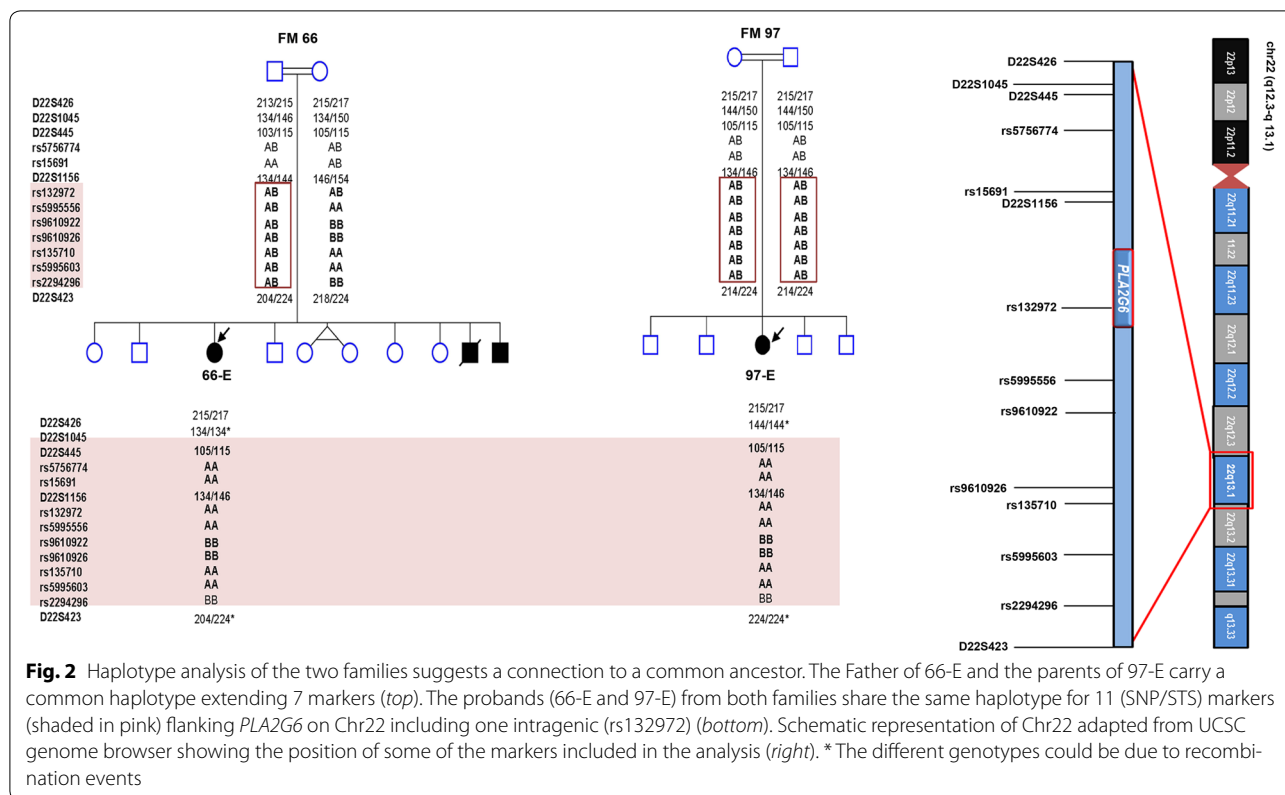 FM 66
FM 97
D22S426 213/215 215/217 215/217 215/217
D22S1045 134/146 134/150 144/150 144/150
D22S445 103/115 105/115 105/115 105/115
rs5756774 AB AB AB AB
rs15691 AA AB AB AB
D22S1156 134/144 146/154 134/146 134/146
rs132972 AB AB AB AB
rs5995556 AB AA AB AB
rs9610922 AB BB AB AB
rs9610926 AB BB AB AB
rs135710 AB AA AB AB
rs5995603 AB AA AB AB
rs2294296 AB BB AB AB
D22S423 204/224 218/224 214/224 214/224
66-E
97-E
D22S426 215/217 215/217
D22S1045 134/134* 144/144*
D22S445 105/115 105/115
rs5756774 AA AA
rs15691 AA AA
D22S1156 134/146 134/146
rs132972 AA AA
rs5995556 AA AA
rs9610922 BB BB
rs9610926 BB BB
rs135710 AA AA
rs5995603 AA AA
rs2294296 BB BB
D22S423 204/224* 224/224*
D22S426
D22S1045
D22S445
rs5756774
rs15691
D22S1156
PLA2G6
rs132972
rs5995556
rs9610922
rs9610926
rs135710
rs5995603
rs2294296
D22S423
chr22 (q12.3-q 13.1)
22p13
22p12
22p11.2
22q11.21
11.22
22q11.23
22q12.1
22q12.2
22q12.3
22q13.1
22q13.2
22q13.31
q13.33
Fig. 2 Haplotype analysis of the two families suggests a connection to a common ancestor. The Father of 66-E and the parents of 97-E carry a
common haplotype extending 7 markers (top). The probands (66-E and 97-E) from both families share the same haplotype for 11 (SNP/STS) markers
(shaded in pink) flanking PLA2G6 on Chr22 including one intragenic (rs132972) (bottom). Schematic representation of Chr22 adapted from UCSC
genome browser showing the position of some of the markers included in the analysis (right). * The different genotypes could be due to recombi-
nation events